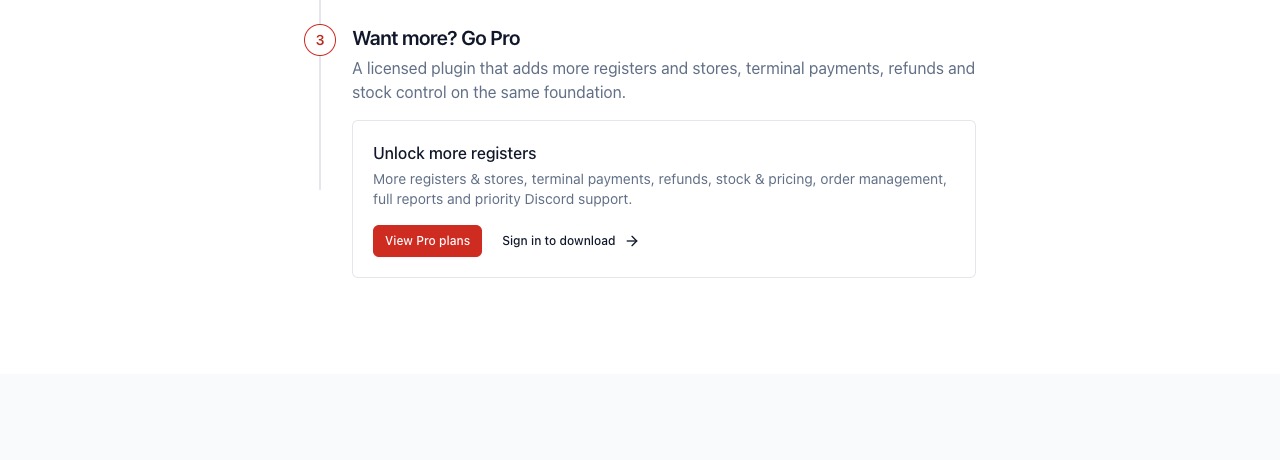 3
Want more? Go Pro
A licensed plugin that adds more registers and stores, terminal payments, refunds and
stock control on the same foundation.
Unlock more registers
More registers & stores, terminal payments, refunds, stock & pricing, order management,
full reports and priority Discord support.
View Pro plans
Sign in to download →